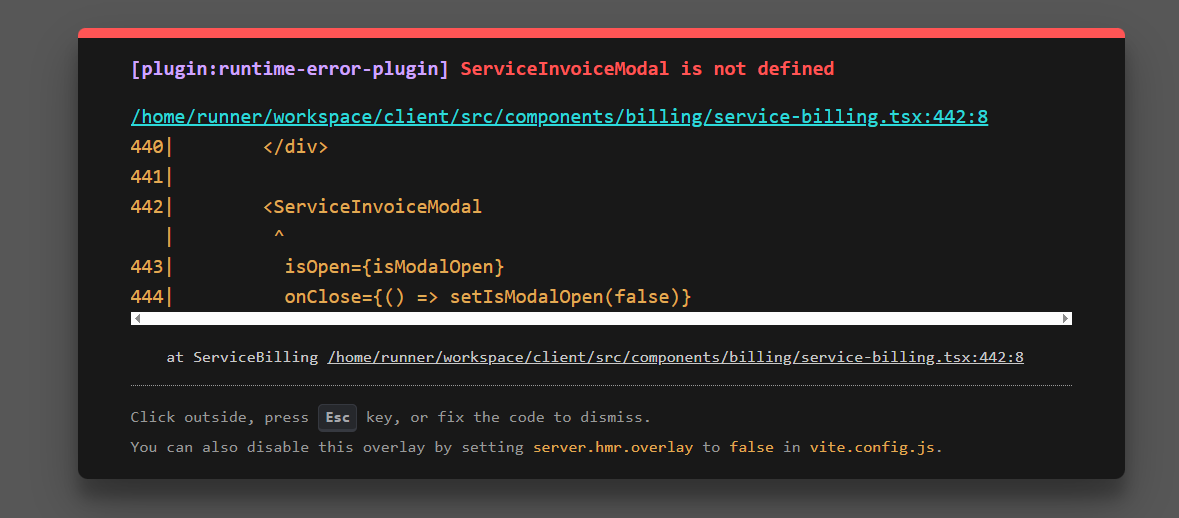 [plugin:runtime-error-plugin] ServiceInvoiceModal is not defined
/home/runner/workspace/client/src/components/billing/service-billing.tsx:442:8
440|        </div>
441|
442|        <ServiceInvoiceModal
   |         ^
443|          isOpen={isModalOpen}
444|          onClose={() => setIsModalOpen(false)}
at ServiceBilling /home/runner/workspace/client/src/components/billing/service-billing.tsx:442:8
Click outside, press Esc key, or fix the code to dismiss.
You can also disable this overlay by setting server.hmr.overlay to false in vite.config.js.